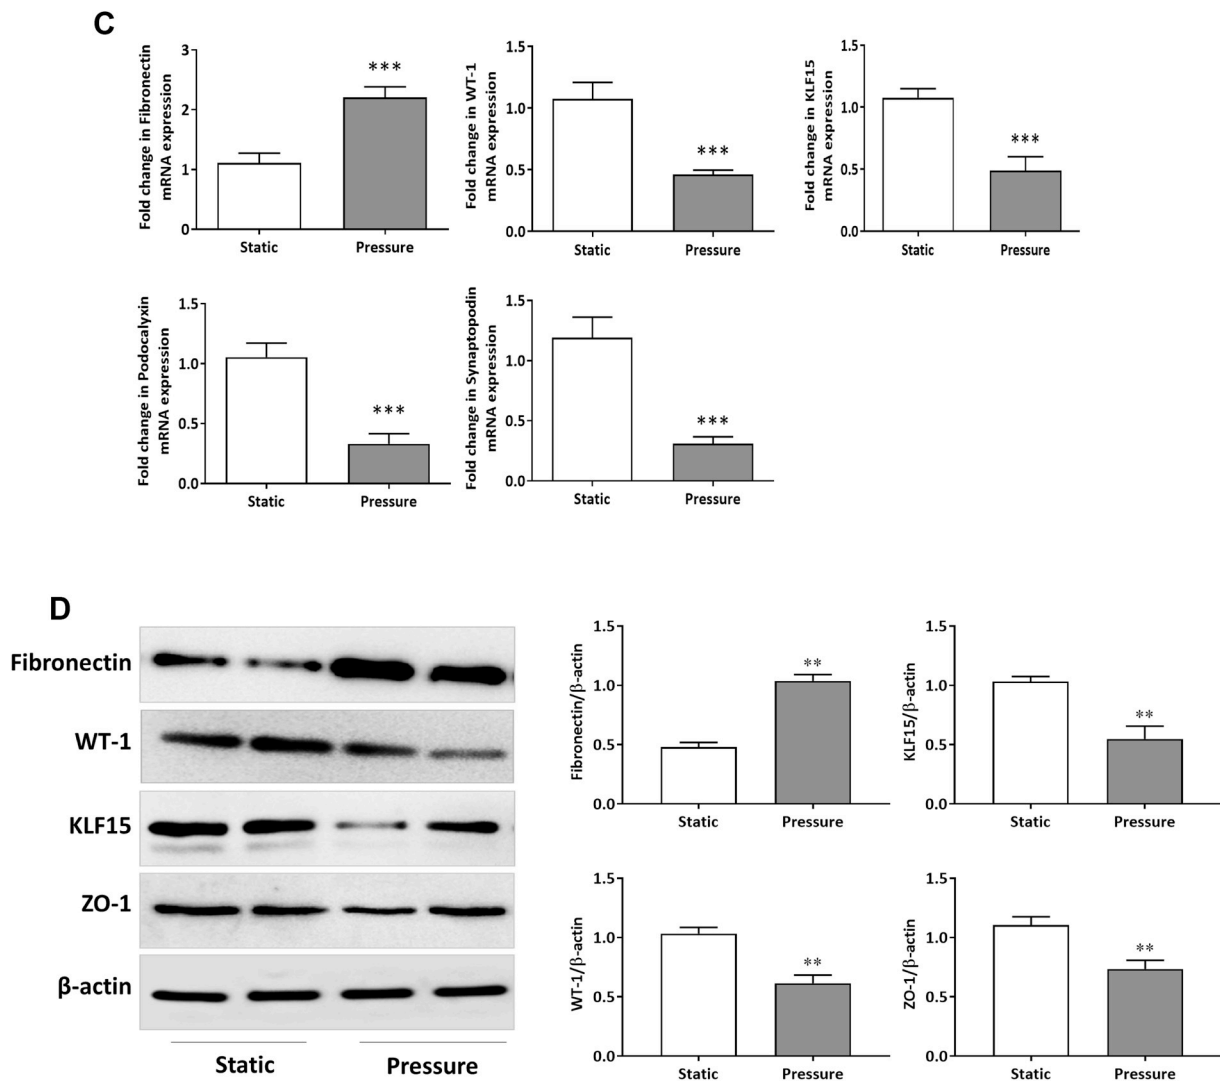 C
Fold change in Fibronectin
mRNA expression
3
2
1
0
***
Static
Pressure
Fold change in WT-1
mRNA expression
1.5
1.0
0.5
0.0
***
Static
Pressure
Fold change in KLF15
mRNA expression
1.5
1.0
0.5
0.0
***
Static
Pressure
Fold change in Podocalyxin
mRNA expression
1.5
1.0
0.5
0.0
***
Static
Pressure
Fold change in Synaptopodin
mRNA expression
1.5
1.0
0.5
0.0
***
Static
Pressure
D
Fibronectin
WT-1
KLF15
ZO-1
β-actin
Static
Pressure
Fibronectin/β-actin
1.5
1.0
0.5
0.0
**
Static
Pressure
KLF15/β-actin
1.5
1.0
0.5
0.0
**
Static
Pressure
WT-1/β-actin
1.5
1.0
0.5
0.0
**
Static
Pressure
ZO-1/β-actin
1.5
1.0
0.5
0.0
**
Static
Pressure